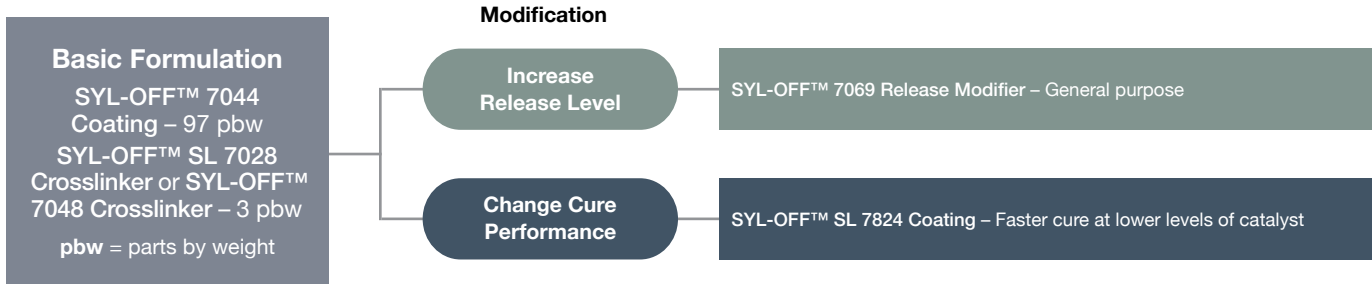 Modification
Basic Formulation
SYL-OFF™ 7044
Coating – 97 pbw
SYL-OFF™ SL 7028
Crosslinker or SYL-OFF™
7048 Crosslinker – 3 pbw
pbw = parts by weight
Increase
Release Level
SYL-OFF™ 7069 Release Modifier – General purpose
Change Cure
Performance
SYL-OFF™ SL 7824 Coating – Faster cure at lower levels of catalyst